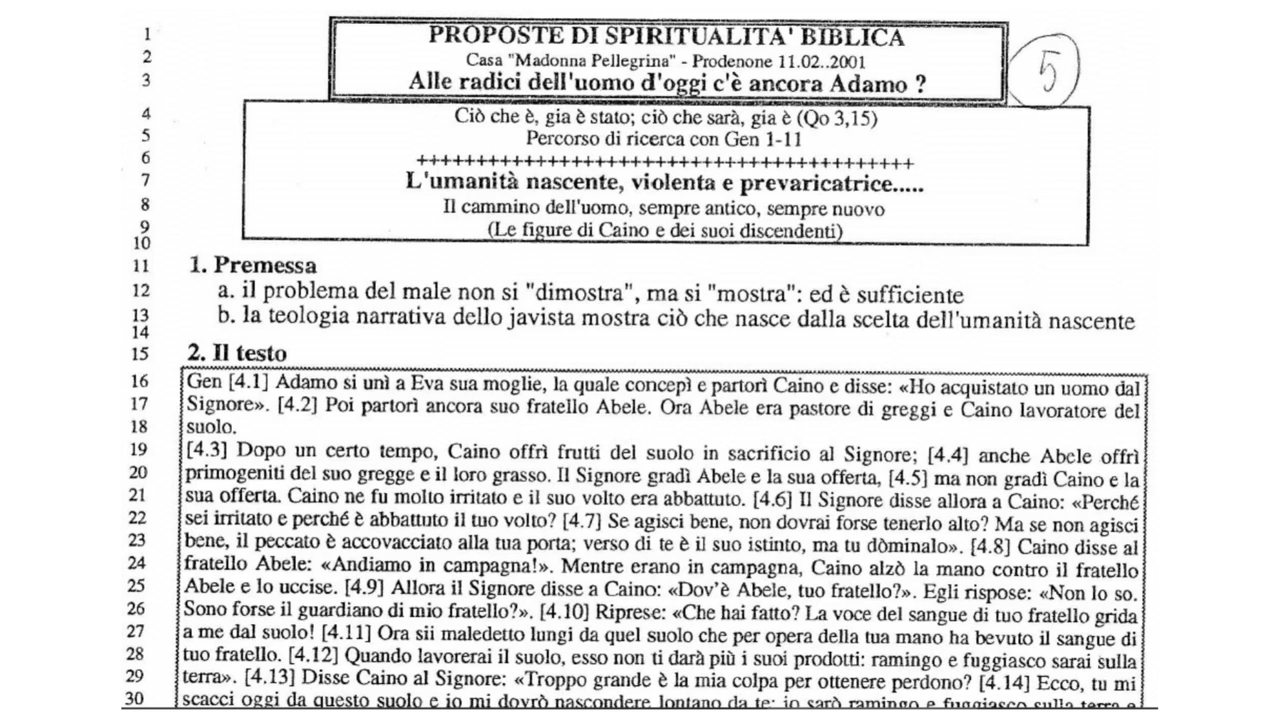 1 PROPOSTE DI SPIRITUALITA' BIBLICA
2 Casa "Madonna Pellegrina" - Prodenone 11.02..2001
3 Alle radici dell'uomo d'oggi c'è ancora Adamo ?
5
4 Ciò che è, gia è stato; ciò che sarà, gia è (Qo 3,15)
5 Percorso di ricerca con Gen 1-11
6 ++++++++++++++++++++++++++++++++++++++++++
7 L'umanità nascente, violenta e prevaricatrice.....
8 Il cammino dell'uomo, sempre antico, sempre nuovo
9 (Le figure di Caino e dei suoi discendenti)
10
11 1. Premessa
12 a. il problema del male non si "dimostra", ma si "mostra": ed è sufficiente
13 b. la teologia narrativa dello javista mostra ciò che nasce dalla scelta dell'umanità nascente
14
15 2. Il testo
16 Gen [4.1] Adamo si unì a Eva sua moglie, la quale concepì e partorì Caino e disse: «Ho acquistato un uomo dal
17 Signore». [4.2] Poi partorì ancora suo fratello Abele. Ora Abele era pastore di greggi e Caino lavoratore del
18 suolo.
19 [4.3] Dopo un certo tempo, Caino offrì frutti del suolo in sacrificio al Signore; [4.4] anche Abele offrì
20 primogeniti del suo gregge e il loro grasso. Il Signore gradì Abele e la sua offerta, [4.5] ma non gradì Caino e la
21 sua offerta. Caino ne fu molto irritato e il suo volto era abbattuto. [4.6] Il Signore disse allora a Caino: «Perché
22 sei irritato e perché è abbattuto il tuo volto? [4.7] Se agisci bene, non dovrai forse tenerlo alto? Ma se non agisci
23 bene, il peccato è accovacciato alla tua porta; verso di te è il suo istinto, ma tu dòminalo». [4.8] Caino disse al
24 fratello Abele: «Andiamo in campagna!». Mentre erano in campagna, Caino alzò la mano contro il fratello
25 Abele e lo uccise. [4.9] Allora il Signore disse a Caino: «Dov'è Abele, tuo fratello?». Egli rispose: «Non lo so.
26 Sono forse il guardiano di mio fratello?». [4.10] Riprese: «Che hai fatto? La voce del sangue di tuo fratello grida
27 a me dal suolo! [4.11] Ora sii maledetto lungi da quel suolo che per opera della tua mano ha bevuto il sangue di
28 tuo fratello. [4.12] Quando lavorerai il suolo, esso non ti darà più i suoi prodotti: ramingo e fuggiasco sarai sulla
29 terra». [4.13] Disse Caino al Signore: «Troppo grande è la mia colpa per ottenere perdono? [4.14] Ecco, tu mi
30 scacci oggi da questo suolo e io mi dovrò nascondere lontano da te; io sarò ramingo e fuggiasco sulla terra e